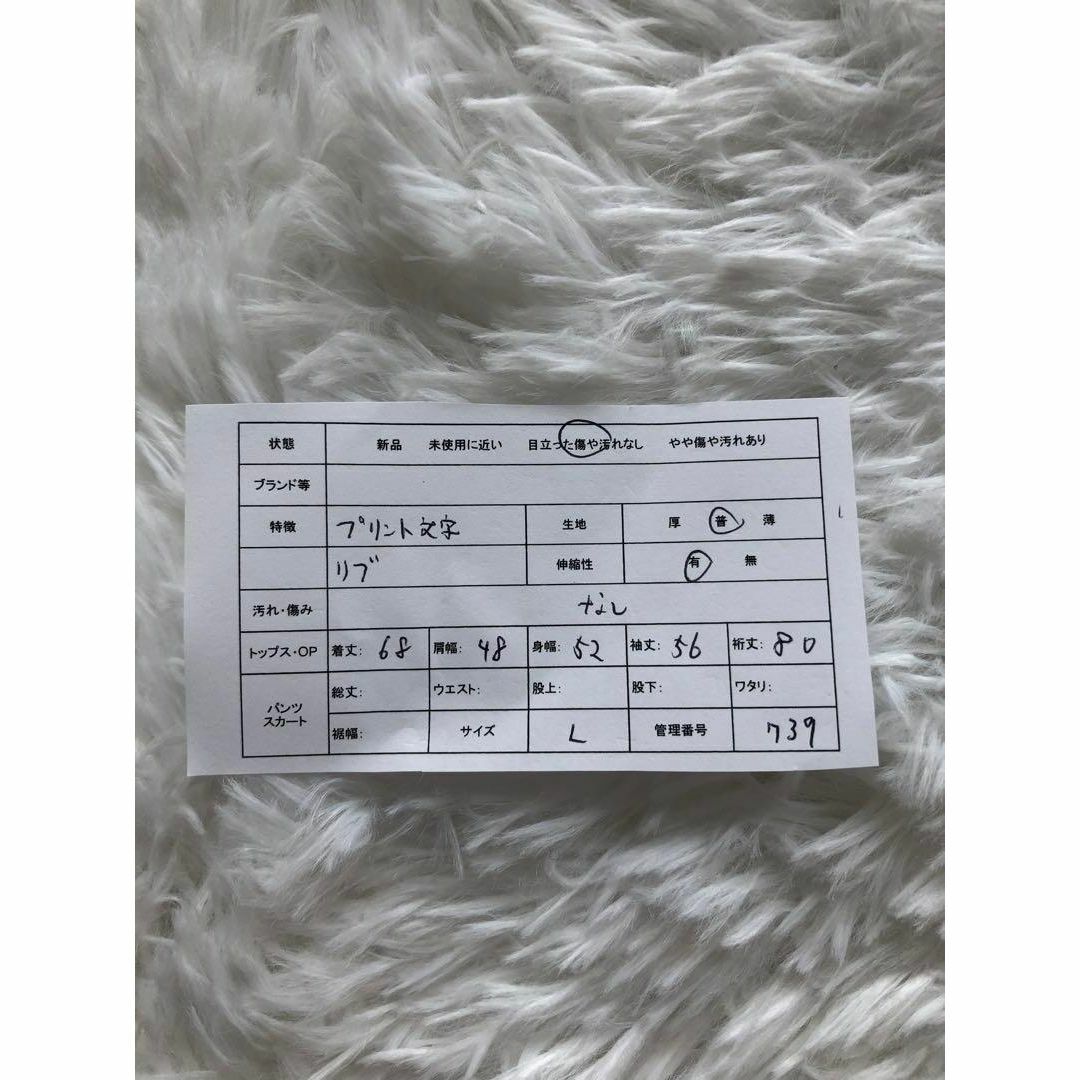 状態 新品 未使用に近い 目立った傷や汚れなし やや傷や汚れあり
ブランド等
特徴 プリント文字 生地 厚 普 薄
リブ 伸縮性 有 無
汚れ・傷み なし
トップス・OP 着丈: 68 肩幅: 48 身幅: 52 袖丈: 56 裄丈: 80
パンツ スカート 総丈: ウエスト: 股上: 股下: ワタリ:
裾幅: サイズ L 管理番号 739